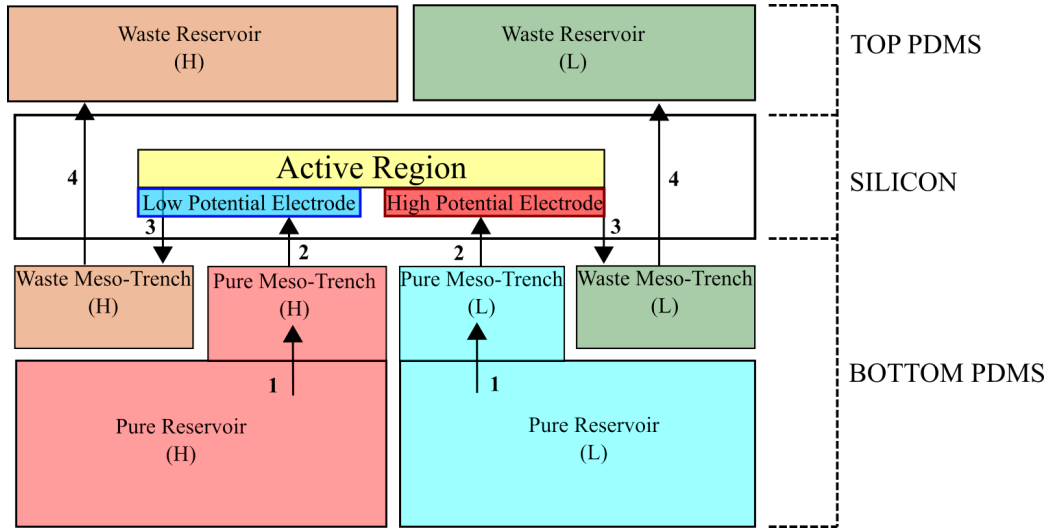 Waste Reservoir
(H)
Waste Reservoir
(L)
TOP PDMS
4
Active Region
4
SILICON
Low Potential Electrode
High Potential Electrode
3
2
2
3
Waste Meso-Trench
(H)
Pure Meso-Trench
(H)
Pure Meso-Trench
(L)
Waste Meso-Trench
(L)
1
1
BOTTOM PDMS
Pure Reservoir
(H)
Pure Reservoir
(L)